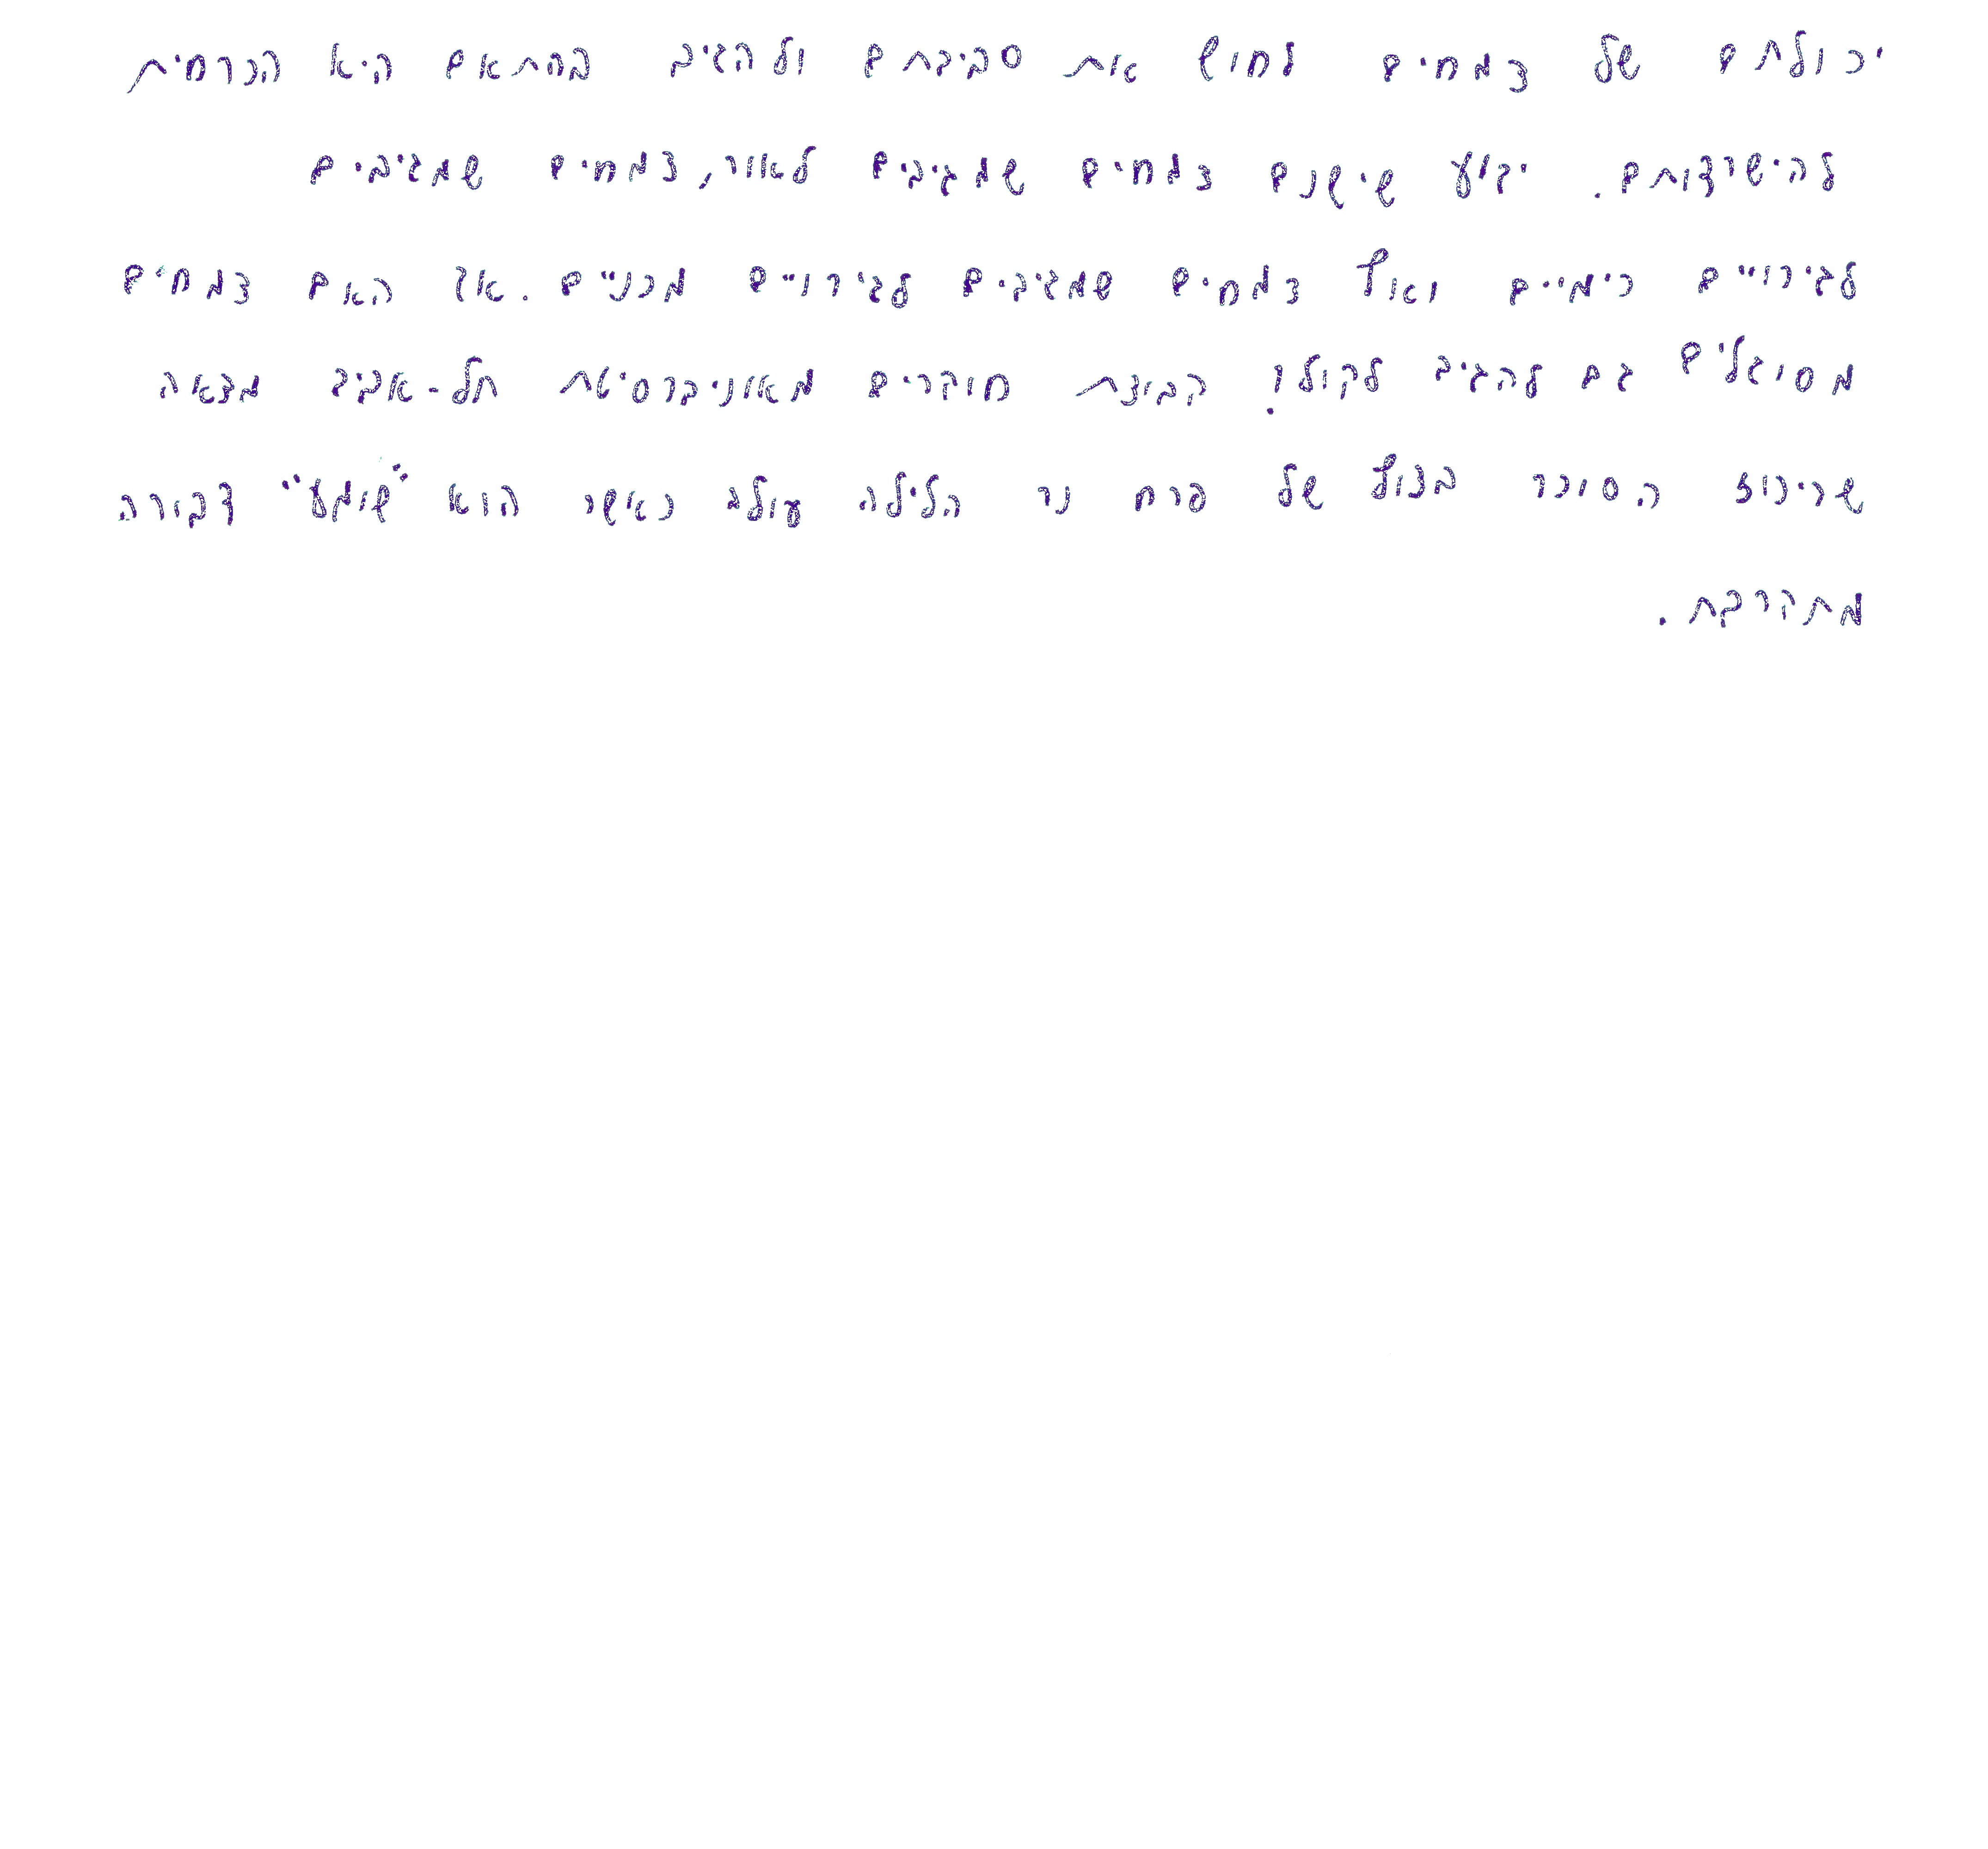 יכולתם של צמחים לחוש את סביבתם ולהגיב בהתאם היא הכרחית
להישרדותם. ידוע שישנם צמחים שמגיבים לאור, צמחים שמגיבים
לגירויים כימיים ואף צמחים שמגיבים לגירויים מכניים. אך האם צמחים
מסוגלים גם להגיב לקול? קבוצת חוקרים מאוניברסיטת תל-אביב מצאה
שריכוז הסוכר בצוף של פרח נר הלילה עולה כאשר הוא "שומע" דבורה
מתקרבת.